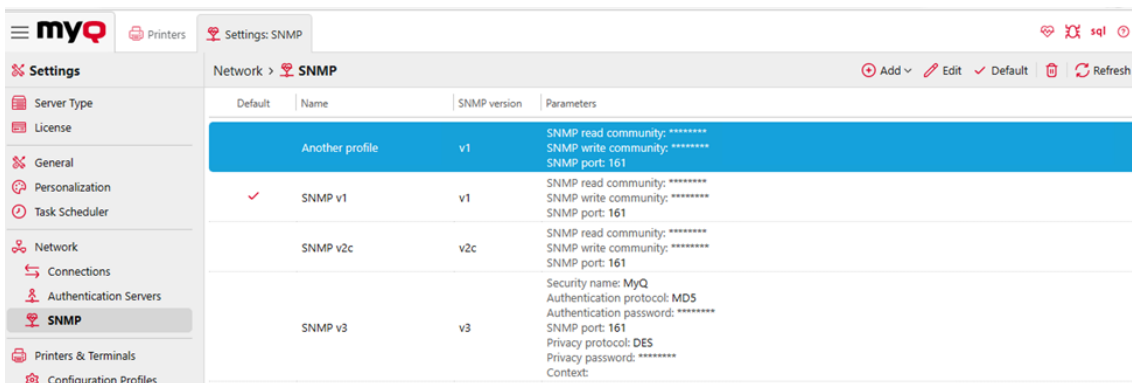 myQ
Printers
Settings: SNMP
sql
Settings
Network > SNMP
Add
Edit
Default
Refresh
Server Type
License
General
Personalization
Task Scheduler
Network
Connections
Authentication Servers
SNMP
Printers & Terminals
Configuration Profiles
Default Name SNMP version Parameters
Another profile v1
SNMP read community: ********
SNMP write community: ********
SNMP port: 161
SNMP v1 v1
SNMP read community: ********
SNMP write community: ********
SNMP port: 161
SNMP v2c v2c
SNMP read community: ********
SNMP write community: ********
SNMP port: 161
SNMP v3 v3
Security name: MyQ
Authentication protocol: MD5
Authentication password: ********
SNMP port: 161
Privacy protocol: DES
Privacy password: ********
Context: